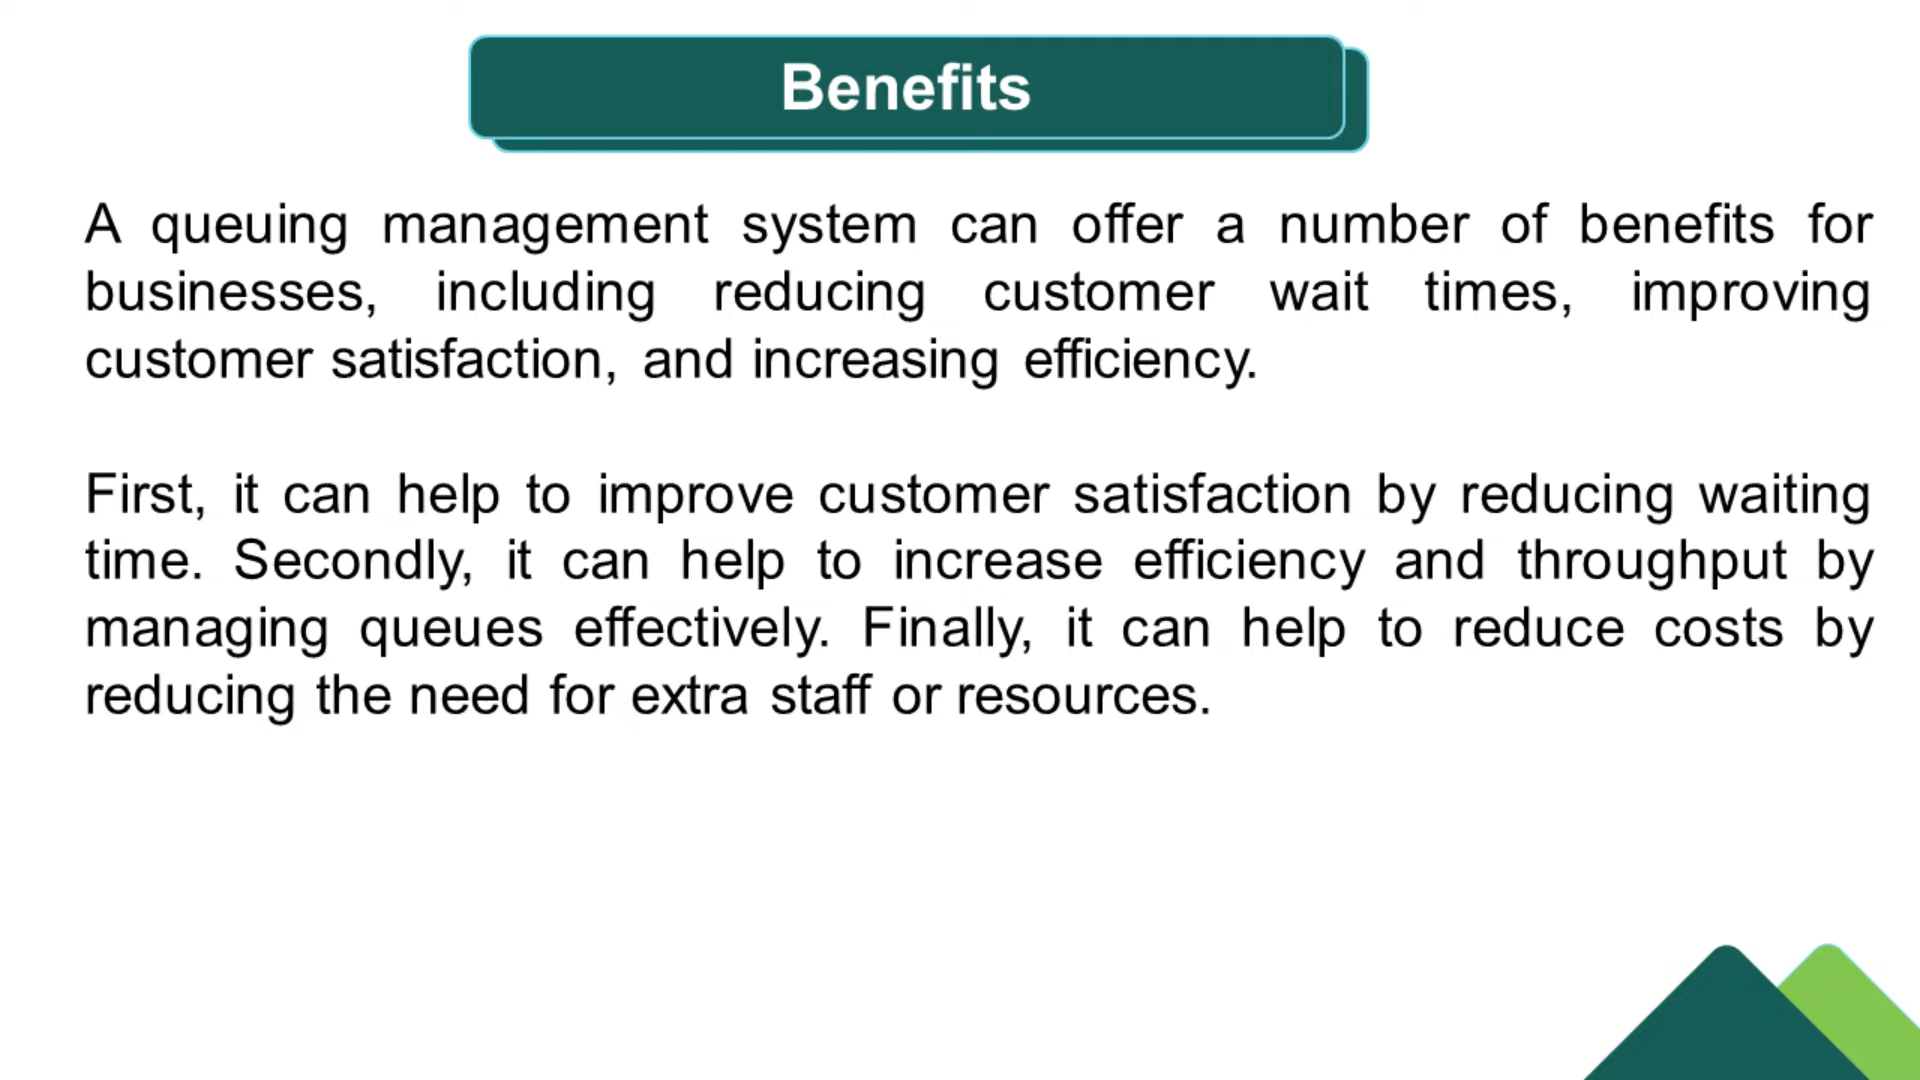 Benefits
A queuing management system can offer a number of benefits for
businesses, including reducing customer wait times, improving
customer satisfaction, and increasing efficiency.
First, it can help to improve customer satisfaction by reducing waiting
time. Secondly, it can help to increase efficiency and throughput by
managing queues effectively. Finally, it can help to reduce costs by
reducing the need for extra staff or resources.